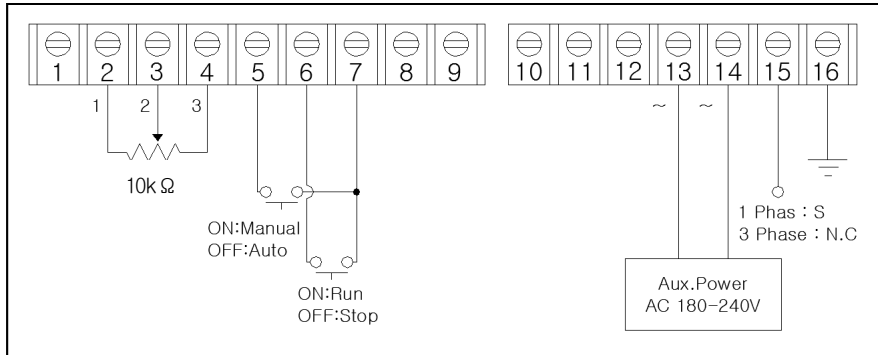 1 2 3 4 5 6 7 8 9 10 11 12 13 14 15 16
1 2 3 ~ ~
10kΩ
ON:Manual
OFF:Auto
ON:Run
OFF:Stop
1 Phas : S
3 Phase : N.C
Aux.Power
AC 180-240V